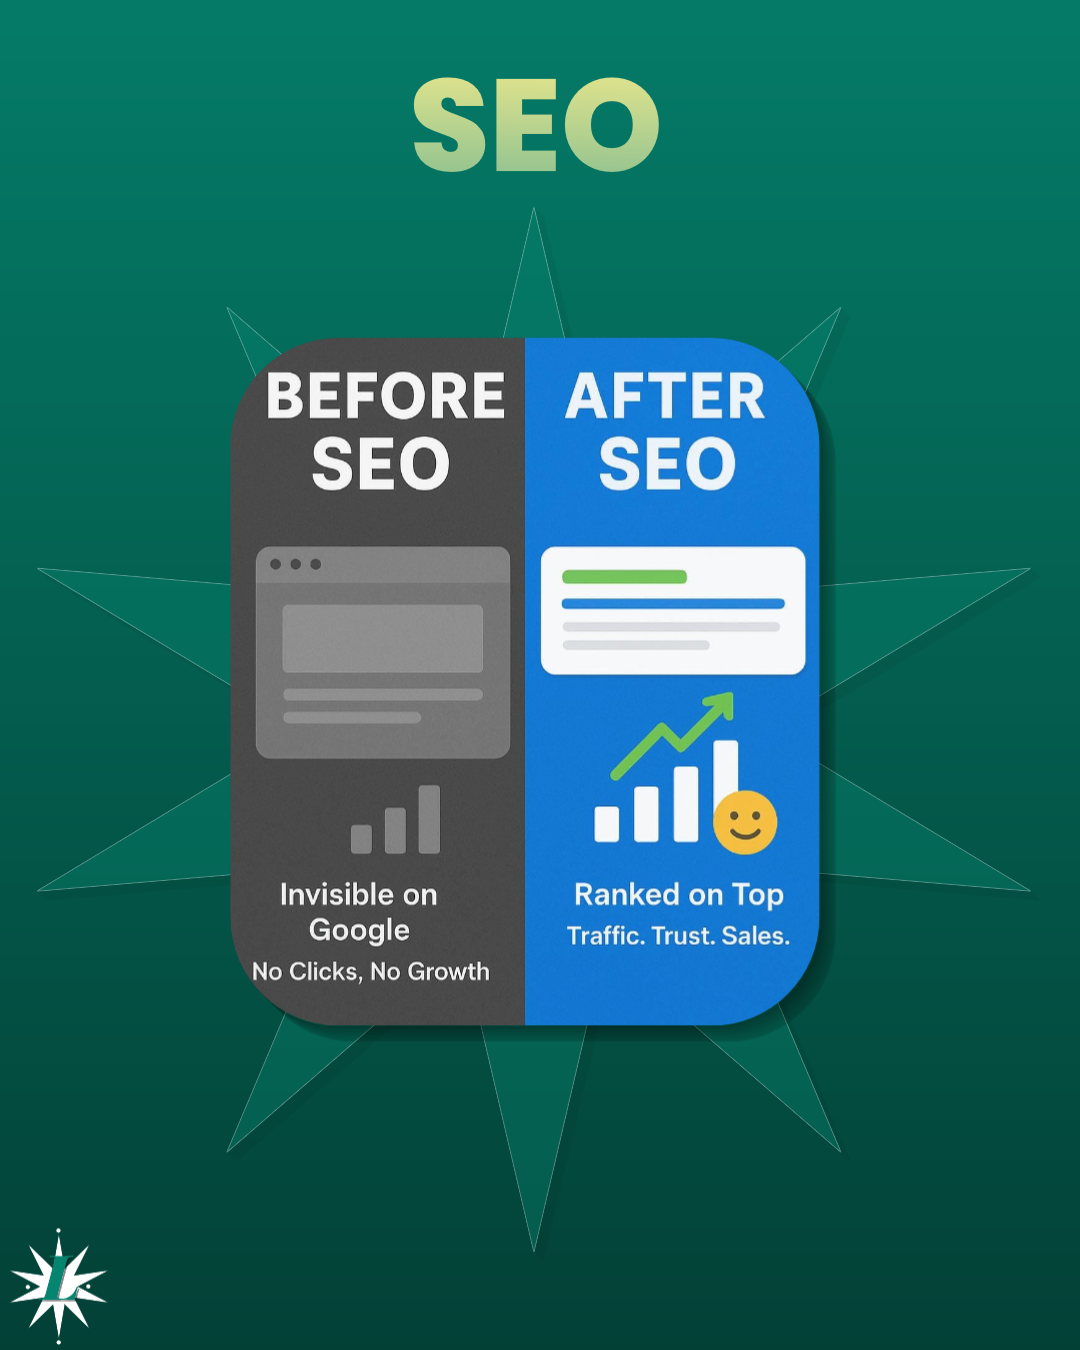 SEO
BEFORE
SEO
Invisible on
Google
No Clicks, No Growth
AFTER
SEO
Ranked on Top
Traffic. Trust. Sales.
L